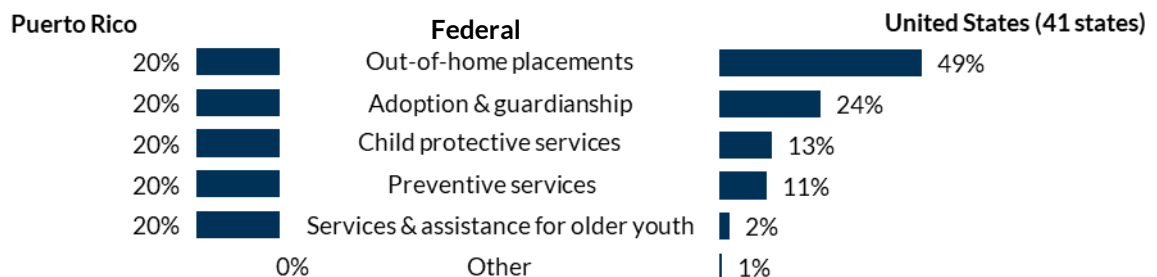 Puerto Rico Federal United States (41 states)
20% Out-of-home placements 49%
20% Adoption & guardianship 24%
20% Child protective services 13%
20% Preventive services 11%
20% Services & assistance for older youth 2%
0% Other 1%